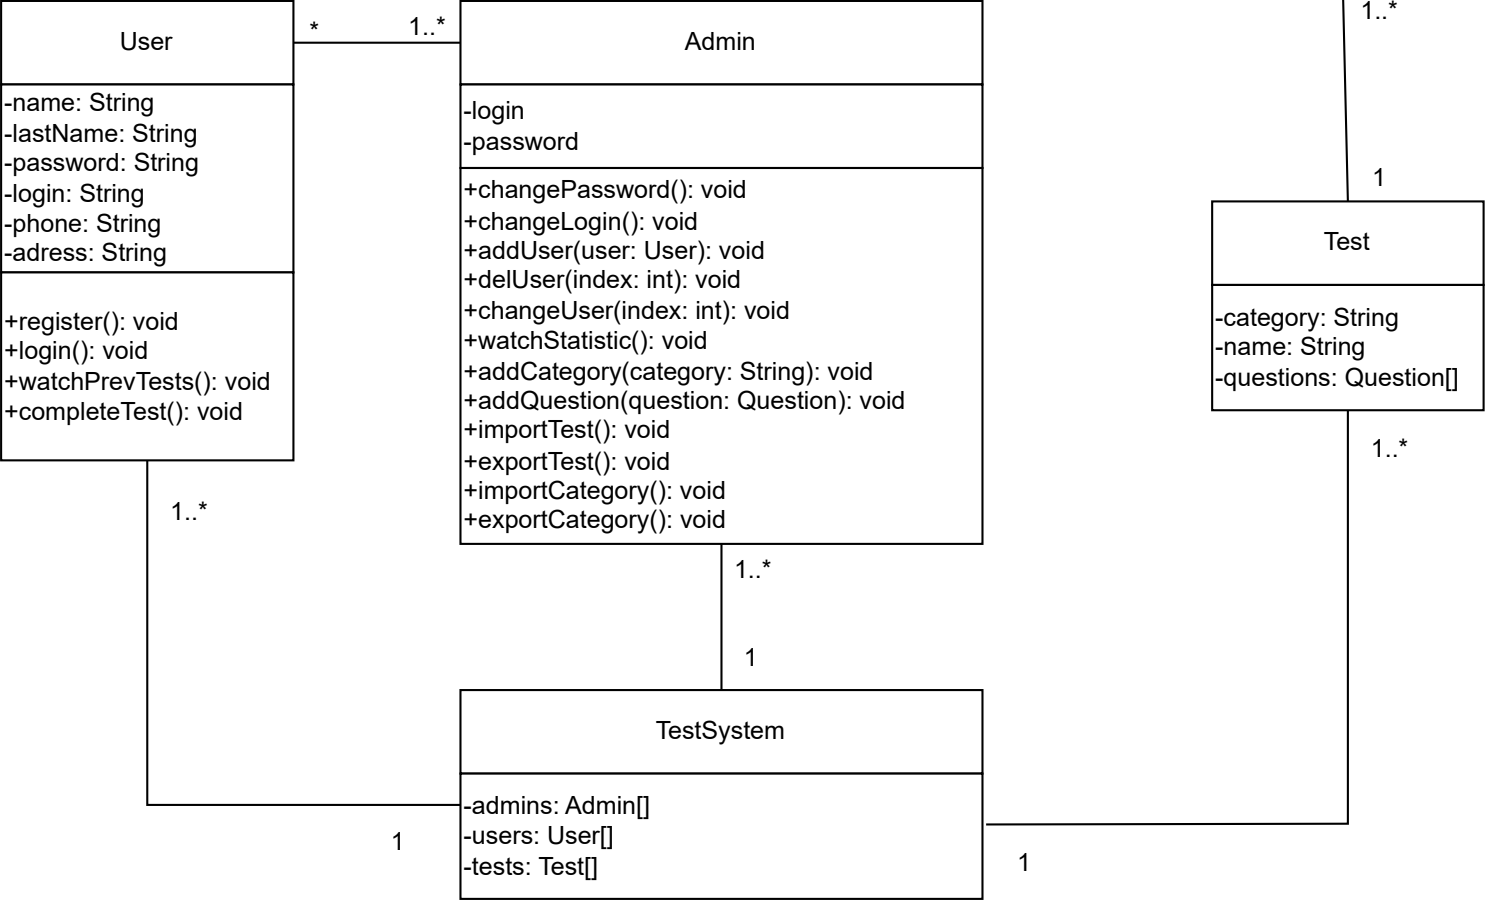 User
* 1..*
Admin
1..*
-name: String
-lastName: String
-password: String
-login: String
-phone: String
-adress: String
+register(): void
+login(): void
+watchPrevTests(): void
+completeTest(): void
-login
-password
+changePassword(): void
+changeLogin(): void
+addUser(user: User): void
+delUser(index: int): void
+changeUser(index: int): void
+watchStatistic(): void
+addCategory(category: String): void
+addQuestion(question: Question): void
+importTest(): void
+exportTest(): void
+importCategory(): void
+exportCategory(): void
1
Test
-category: String
-name: String
-questions: Question[]
1..*
1..*
1..*
1
TestSystem
-admins: Admin[]
-users: User[]
-tests: Test[]
1
1